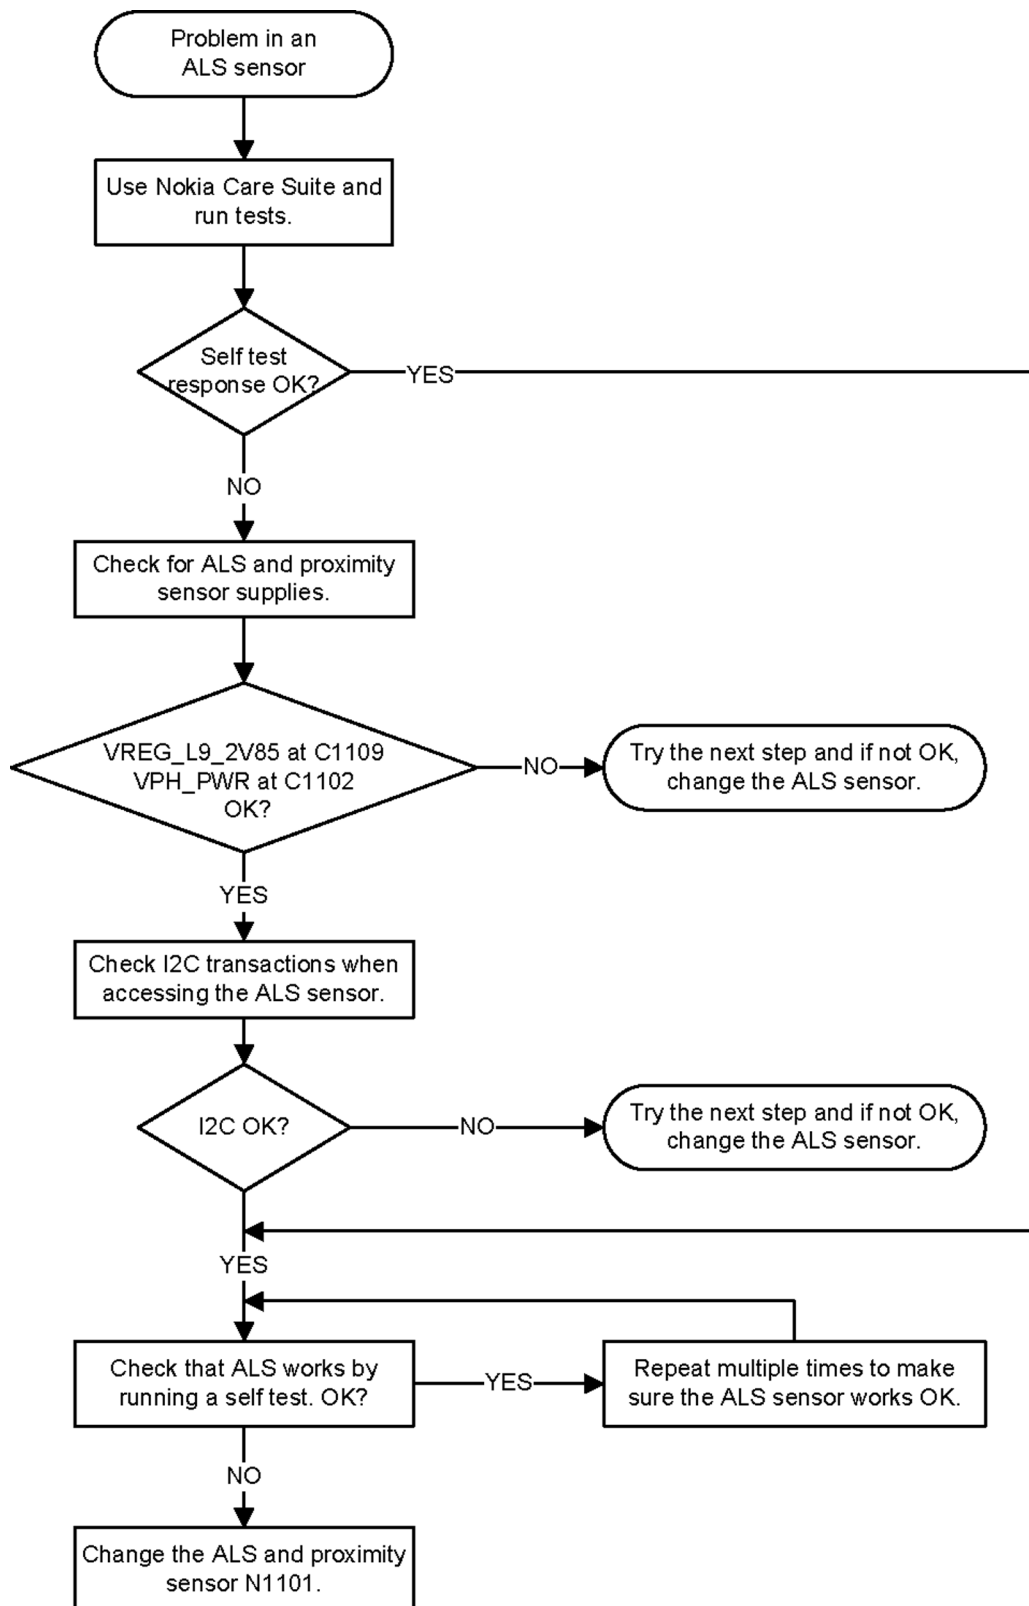 Problem in an
ALS sensor
Use Nokia Care Suite and
run tests.
Self test
response OK?
YES
NO
Check for ALS and proximity
sensor supplies.
VREG_L9_2V85 at C1109
VPH_PWR at C1102
OK?
NO
Try the next step and if not OK,
change the ALS sensor.
YES
Check I2C transactions when
accessing the ALS sensor.
I2C OK?
NO
Try the next step and if not OK,
change the ALS sensor.
YES
Check that ALS works by
running a self test. OK?
YES
Repeat multiple times to make
sure the ALS sensor works OK.
NO
Change the ALS and proximity
sensor N1101.